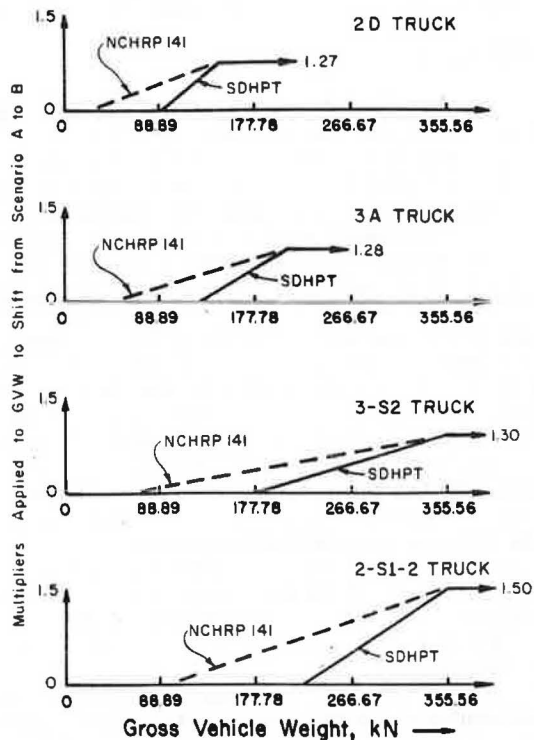 Multipliers Applied to GVW to Shift from Scenario A to B
2D TRUCK
1.5
NCHRP 141
1.27
SDHPT
0
0 88.89 177.78 266.67 355.56
3A TRUCK
1.5
NCHRP 141
1.28
SDHPT
0
0 88.89 177.78 266.67 355.56
3-S2 TRUCK
1.5
NCHRP 141
1.30
SDHPT
0
0 88.89 177.78 266.67 355.56
2-S1-2 TRUCK
1.5
1.50
NCHRP 141
SDHPT
0
0 88.89 177.78 266.67 355.56
Gross Vehicle Weight, kN